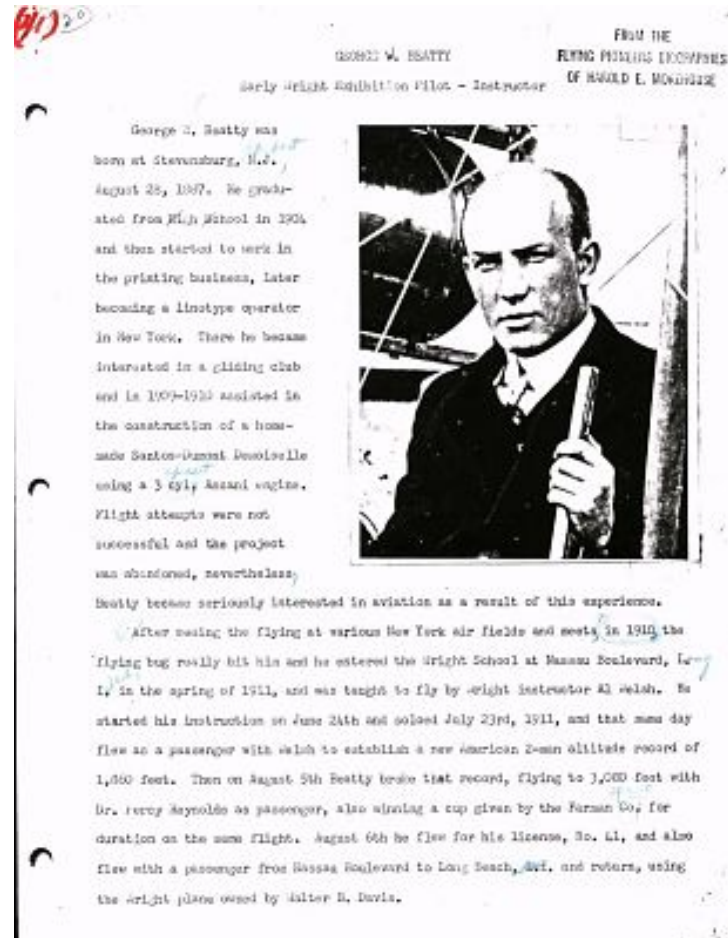 20
FROM THE
FLYING PIONEERS BIOGRAPHIES
OF HAROLD E. MOREHOUSE
GEORGE W. BEATTY
Early Wright Exhibition Pilot - Instructor
George W. Beatty was
born at Stevensburg, N.J.,
August 28, 1887. He gradu-
ated from High School in 1904
and then started to work in
the printing business, later
becoming a linotype operator
in New York. There he became
interested in a gliding club
and in 1909-1910 assisted in
the construction of a home-
made Santos-Dumont Demoiselle
using a 3 cyl. Anzani engine.
Flight attempts were not
successful and the project
was abandoned, nevertheless,
Beatty became seriously interested in aviation as a result of this experience.
After seeing the flying at various New York air fields and meets in 1910 the
flying bug really bit him and he entered the Wright School at Nassau Boulevard, Long
I. in the spring of 1911, and was taught to fly by Wright instructor Al Welsh. He
started his instruction on June 24th and soloed July 23rd, 1911, and that same day
flew as a passenger with Welsh to establish a new American 2-man altitude record of
feet. Then on August 5th Beatty broke that record, flying to 3,080 feet with
Dr. Percy Reynolds as passenger, also winning a cup given by the Farman Co. for
duration on the same flight. August 6th he flew for his license, No. 41, and also
flew with a passenger from Nassau Boulevard to Long Beach, and return, using
the Wright plane owned by Walter B. Davis.